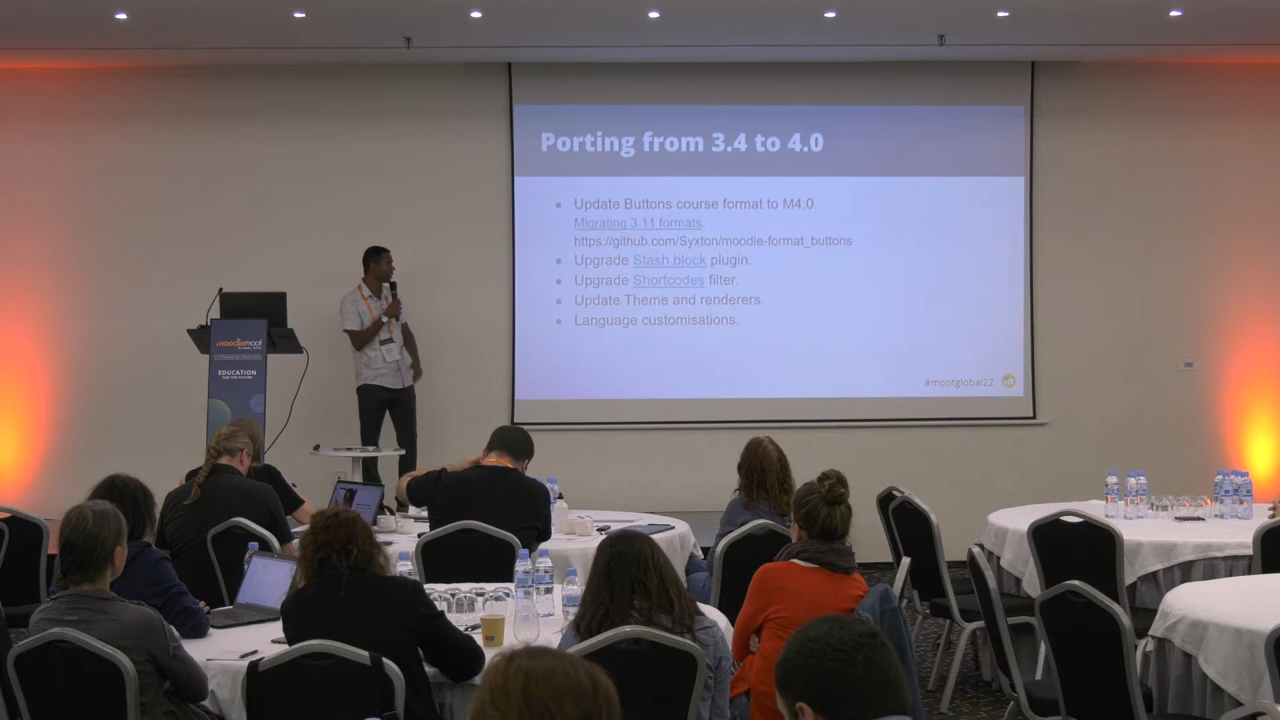 Porting from 3.4 to 4.0
● Update Buttons course format to M4.0.
Migrating 3.11 formats.
https://github.com/Syxton/moodle-format_buttons
● Upgrade Stash block plugin.
● Upgrade Shortcodes filter.
● Update Theme and renderers.
● Language customisations.
#mootglobal22
moodlemoot
GLOBAL 2022
EDUCATION
FOR THE FUTURE